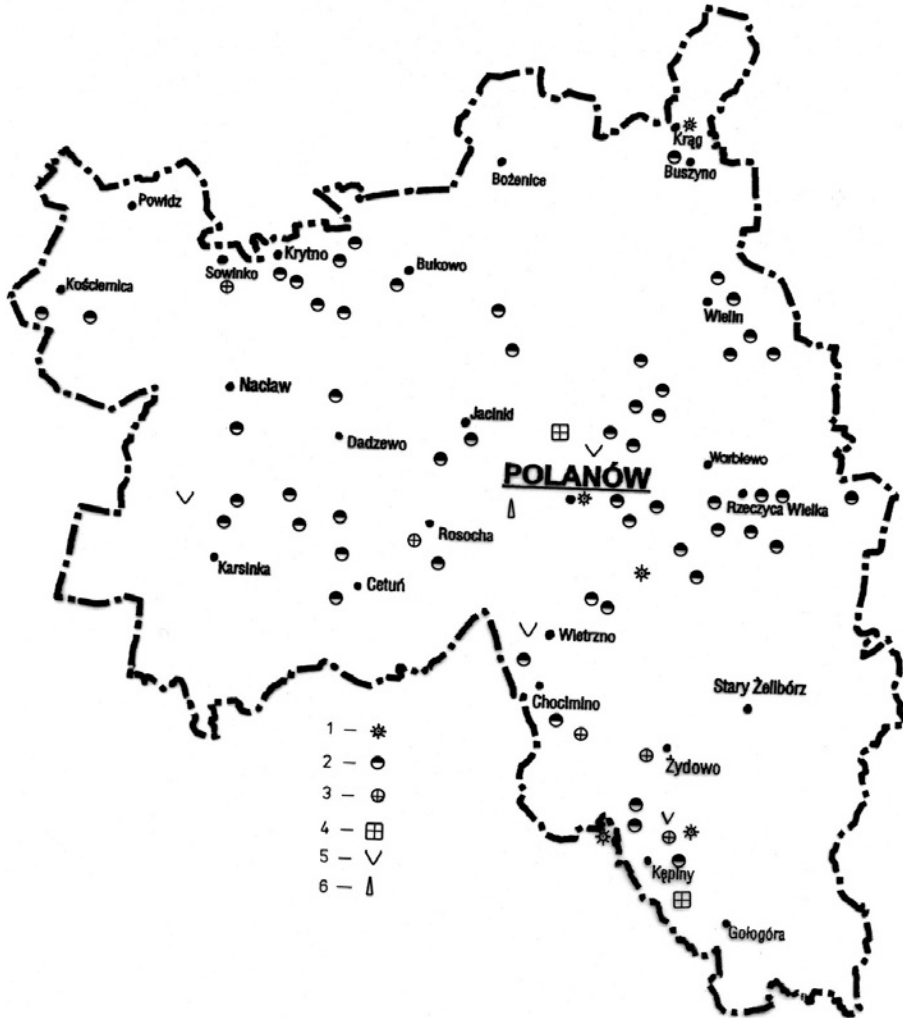 Krąg
Buszyno
Bożenice
Powidz
Krytno
Sowinko
Bukowo
Kościernica
Wielin
Nacław
Jacinki
Dadzewo
POLANÓW
Warblewo
Rzeczyca Wielka
Rosocha
Karsinka
Cetuń
Wietrzno
Stary Żelibórz
Chocimino
Żydowo
Kępiny
Gołogóra
1 –
2 –
3 –
4 –
5 –
6 –